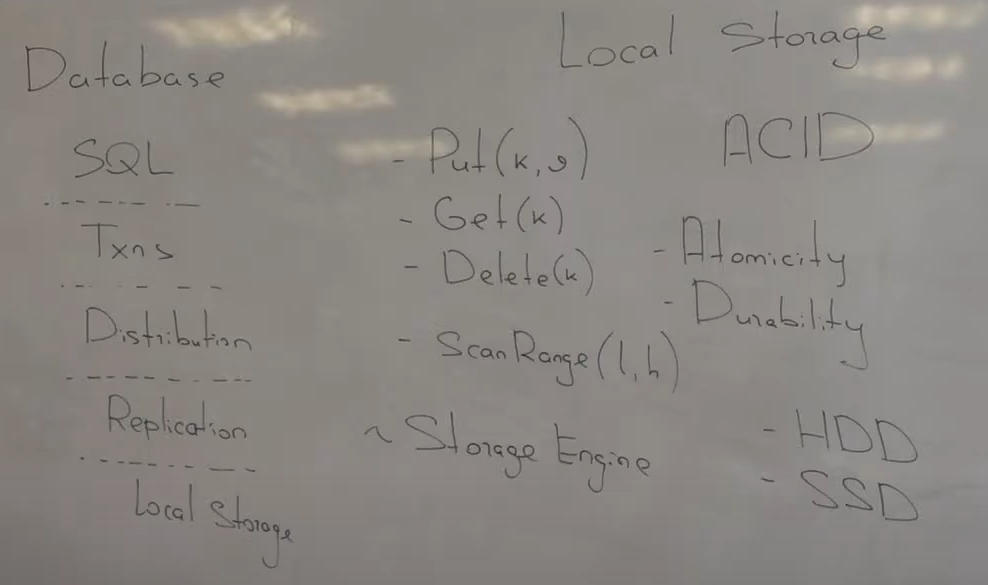 Database
SQL
Txns
Distribution
Replication
Local Storage
Local Storage
- Put(k,v)
- Get(k)
- Delete(k)
- ScanRange(l,h)
~ Storage Engine
ACID
- Atomicity
- Durability
- HDD
- SSD